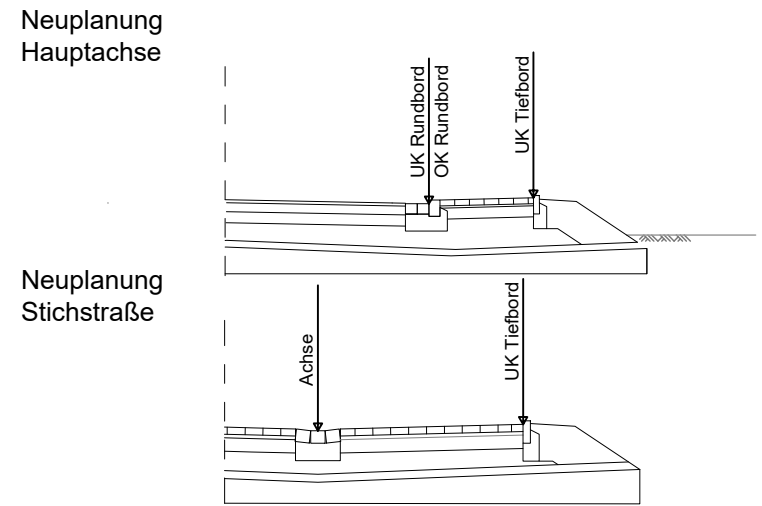 Neuplanung
Hauptachse
UK Rundbord
OK Rundbord
UK Tiefbord
Neuplanung
Stichstraße
Achse
UK Tiefbord